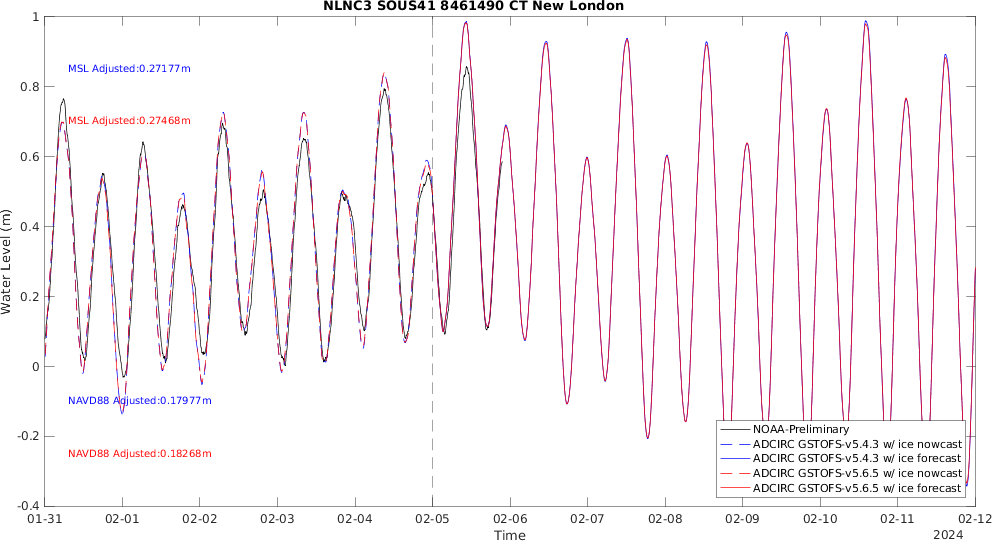 NLNC3 SOUS41 8461490 CT New London
1
0.8
0.6
0.4
0.2
0
-0.2
-0.4
Water Level (m)
MSL Adjusted:0.27177m
MSL Adjusted:0.27468m
NAVD88 Adjusted:0.17977m
NAVD88 Adjusted:0.18268m
NOAA-Preliminary
ADCIRC GSTOFS-v5.4.3 w/ ice nowcast
ADCIRC GSTOFS-v5.4.3 w/ ice forecast
ADCIRC GSTOFS-v5.6.5 w/ ice nowcast
ADCIRC GSTOFS-v5.6.5 w/ ice forecast
01-31 02-01 02-02 02-03 02-04 02-05 02-06 02-07 02-08 02-09 02-10 02-11 02-12
Time
2024